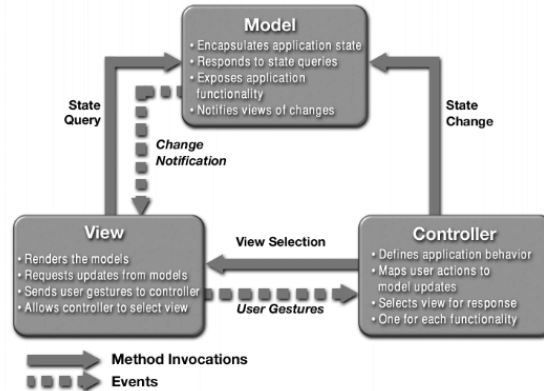 Model
• Encapsulates application state
• Responds to state queries
• Exposes application
functionality
• Notifies views of changes
State
Query
Change
Notification
State
Change
View
• Renders the models
• Requests updates from models
• Sends user gestures to controller
• Allows controller to select view
View Selection
User Gestures
Controller
• Defines application behavior
• Maps user actions to
model updates
• Selects view for response
• One for each functionality
Method Invocations
Events